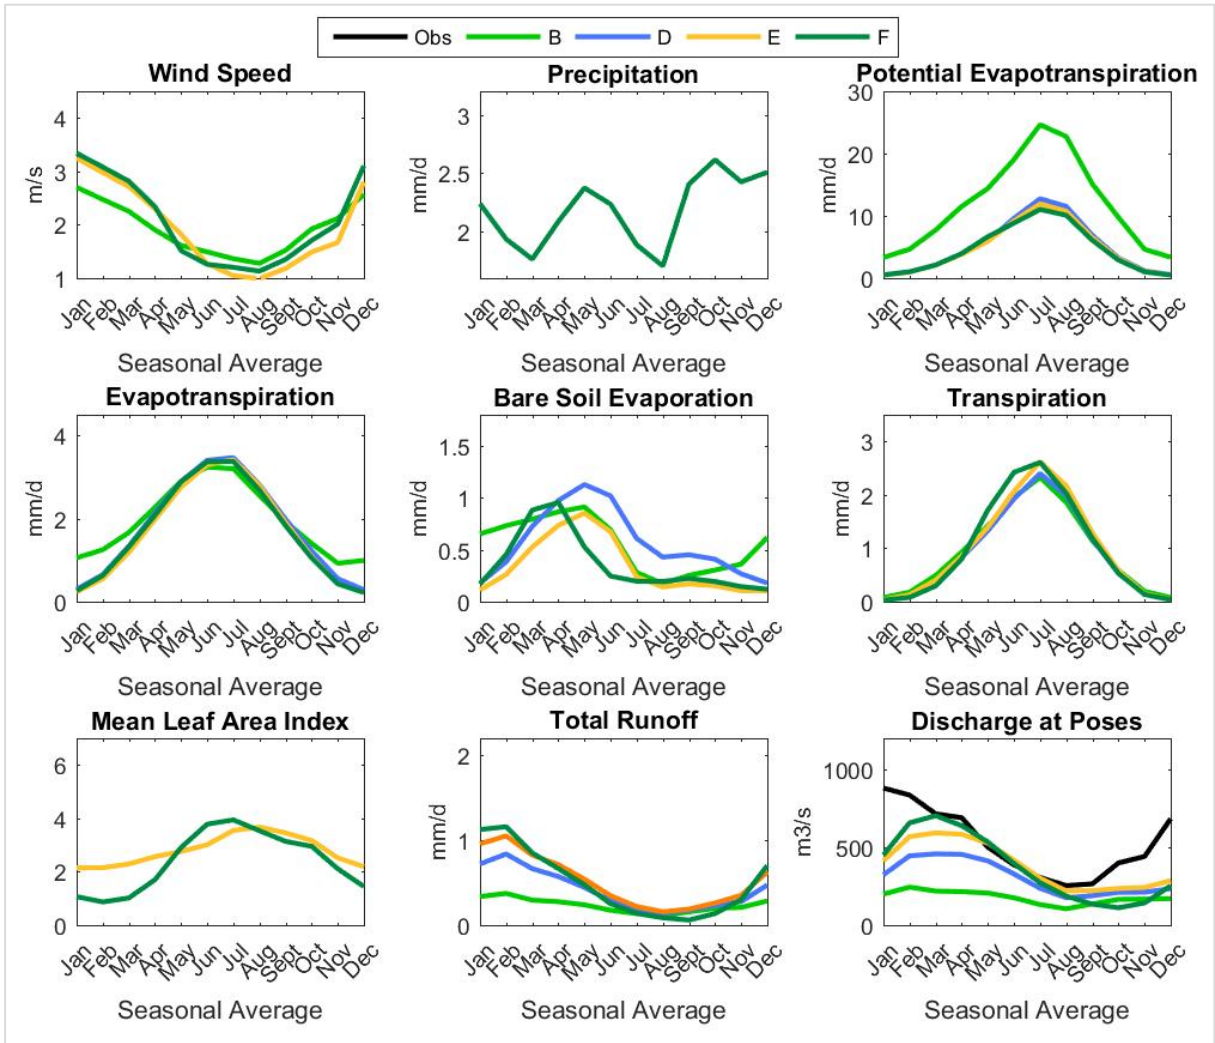 Obs B D E F
Wind Speed
4
3
2
1
m/s
Jan Feb Mar Apr May Jun Jul Aug Sept Oct Nov Dec
Seasonal Average
Precipitation
3
2.5
2
mm/d
Jan Feb Mar Apr May Jun Jul Aug Sept Oct Nov Dec
Seasonal Average
Potential Evapotranspiration
30
20
10
0
mm/d
Jan Feb Mar Apr May Jun Jul Aug Sept Oct Nov Dec
Seasonal Average
Evapotranspiration
4
2
0
mm/d
Jan Feb Mar Apr May Jun Jul Aug Sept Oct Nov Dec
Seasonal Average
Bare Soil Evaporation
1.5
1
0.5
0
mm/d
Jan Feb Mar Apr May Jun Jul Aug Sept Oct Nov Dec
Seasonal Average
Transpiration
3
2
1
0
mm/d
Jan Feb Mar Apr May Jun Jul Aug Sept Oct Nov Dec
Seasonal Average
Mean Leaf Area Index
6
4
2
0
Jan Feb Mar Apr May Jun Jul Aug Sept Oct Nov Dec
Seasonal Average
Total Runoff
2
1
0
mm/d
Jan Feb Mar Apr May Jun Jul Aug Sept Oct Nov Dec
Seasonal Average
Discharge at Poses
1000
500
0
m3/s
Jan Feb Mar Apr May Jun Jul Aug Sept Oct Nov Dec
Seasonal Average